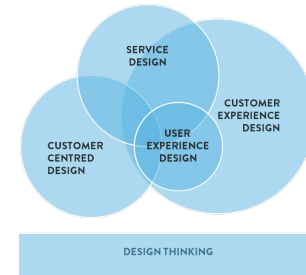 SERVICE
DESIGN
CUSTOMER
EXPERIENCE
DESIGN
USER
EXPERIENCE
DESIGN
CUSTOMER
CENTRED
DESIGN
DESIGN THINKING